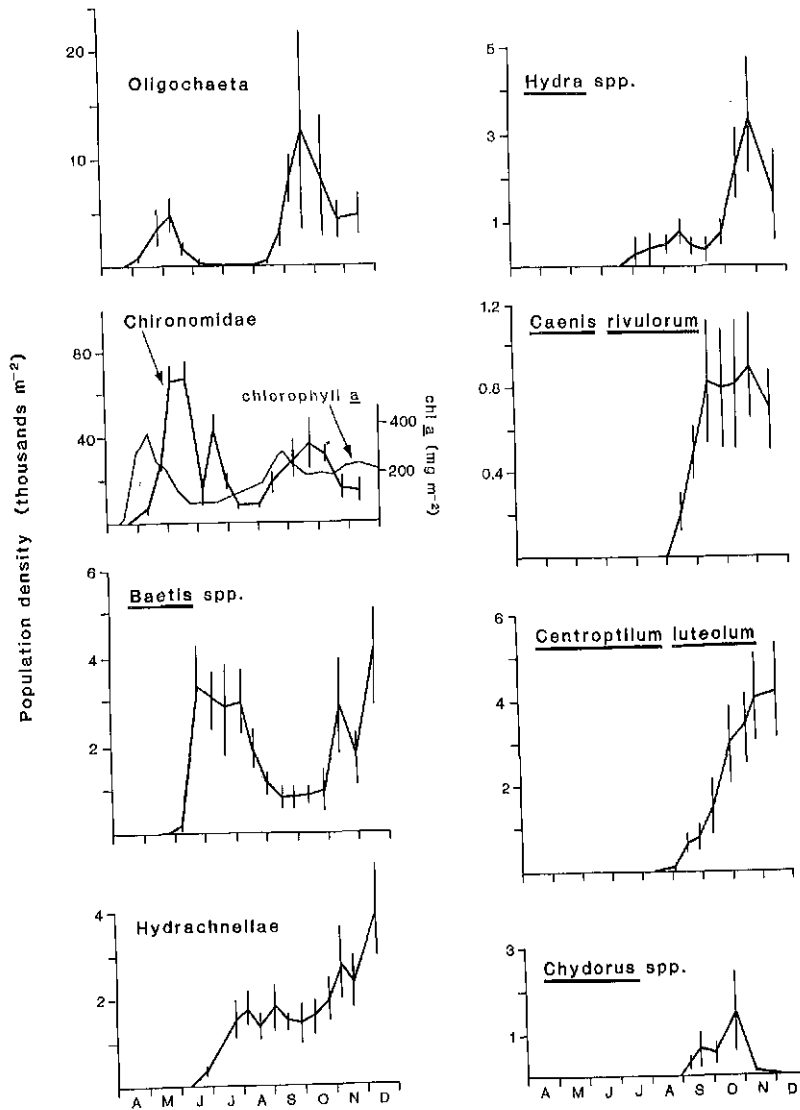 Population density (thousands m⁻²)
Oligochaeta
20
10
Hydra spp.
5
3
1
Chironomidae
chlorophyll a
80
40
400
200
chl a (mg m⁻²)
Caenis rivulorum
1.2
0.8
0.4
Baetis spp.
6
4
2
Centroptilum luteolum
6
4
2
Hydrachnellae
4
2
A M J J A S O N D
Chydorus spp.
3
1
A M J J A S O N D